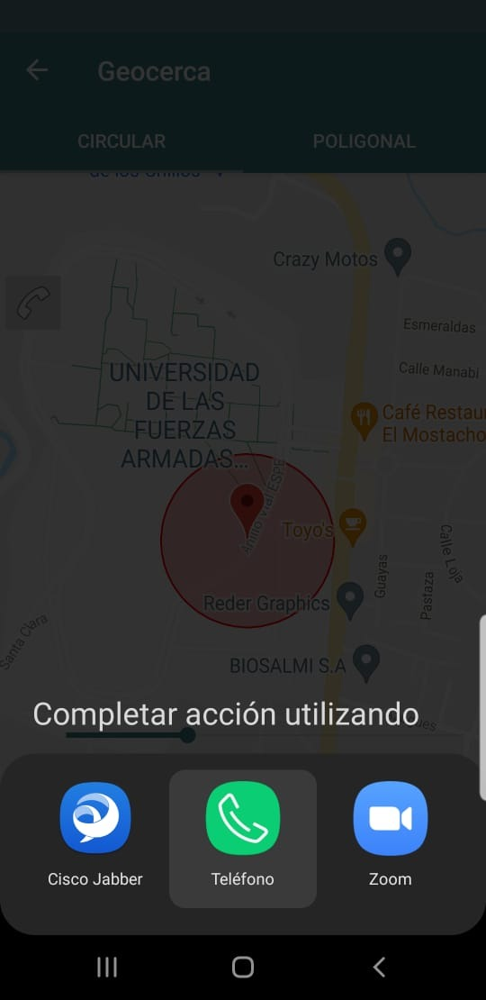 Geocerca
CIRCULAR
POLIGONAL
de los Chillos
Crazy Motos
Esmeraldas
Calle Manabí
UNIVERSIDAD
DE LAS
FUERZAS
ARMADAS...
Café Restau
El Mostacho
Anillo Vial ESPE
Toyo's
Calle Loja
Guayas
Pastaza
Reder Graphics
Santa Clara
BIOSALMI S.A
Completar acción utilizando
Cisco Jabber
Teléfono
Zoom